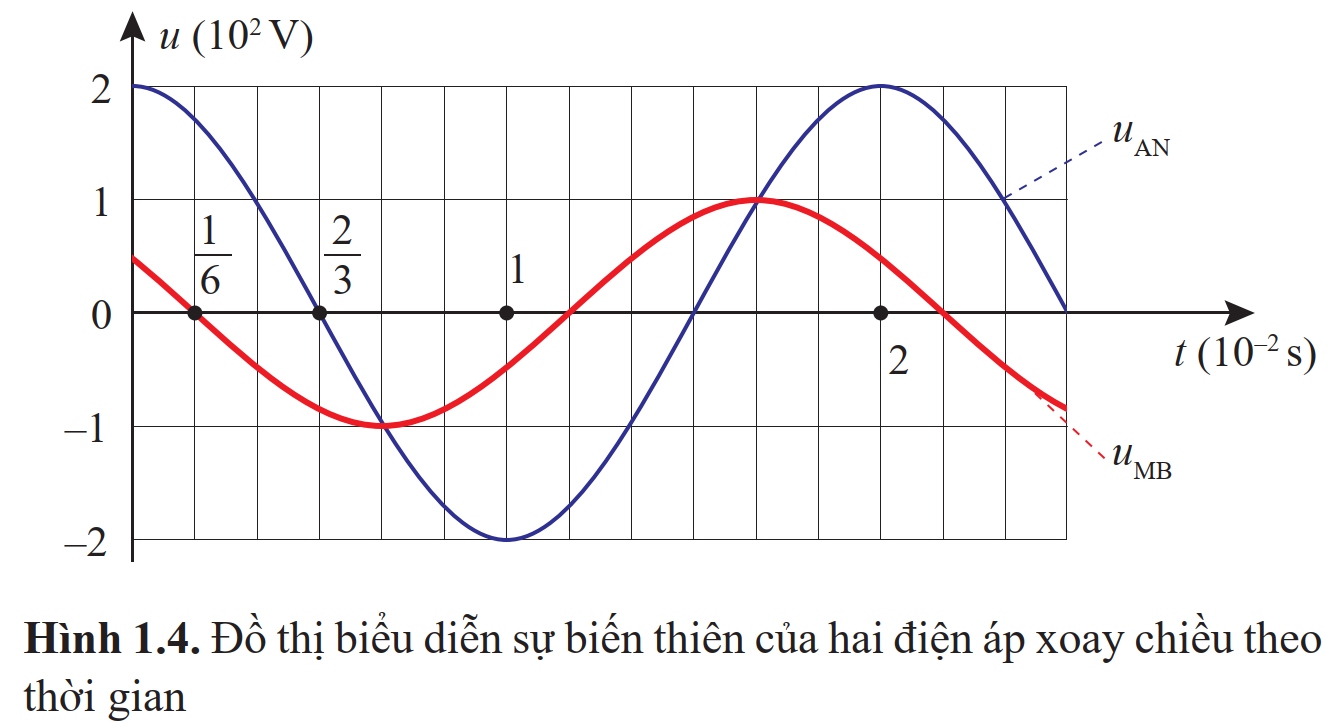 u (10² V)
2
u_AN
1
1/6
2/3
1
0
2
t (10⁻² s)
–1
u_MB
–2
Hình 1.4. Đồ thị biểu diễn sự biến thiên của hai điện áp xoay chiều theo
thời gian